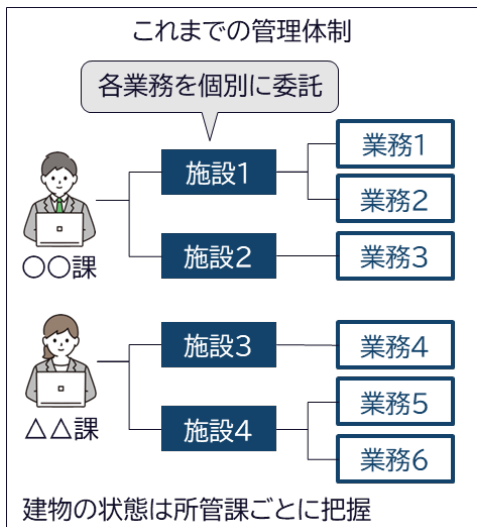 これまでの管理体制
各業務を個別に委託
施設1
業務1
業務2
施設2
業務3
〇〇課
施設3
業務4
施設4
業務5
業務6
△△課
建物の状態は所管課ごとに把握